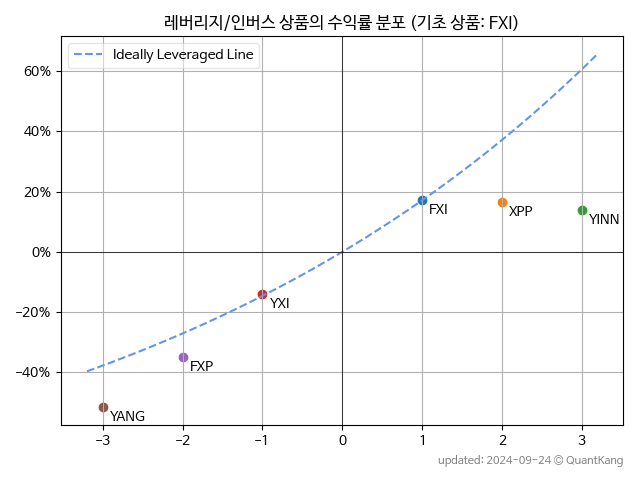 레버리지/인버스 상품의 수익률 분포 (기초 상품: FXI)
Ideally Leveraged Line
60%
40%
20%
0%
−20%
−40%
FXI
XPP
YINN
YXI
FXP
YANG
−3 −2 −1 0 1 2 3
updated: 2024-09-24 © QuantKang